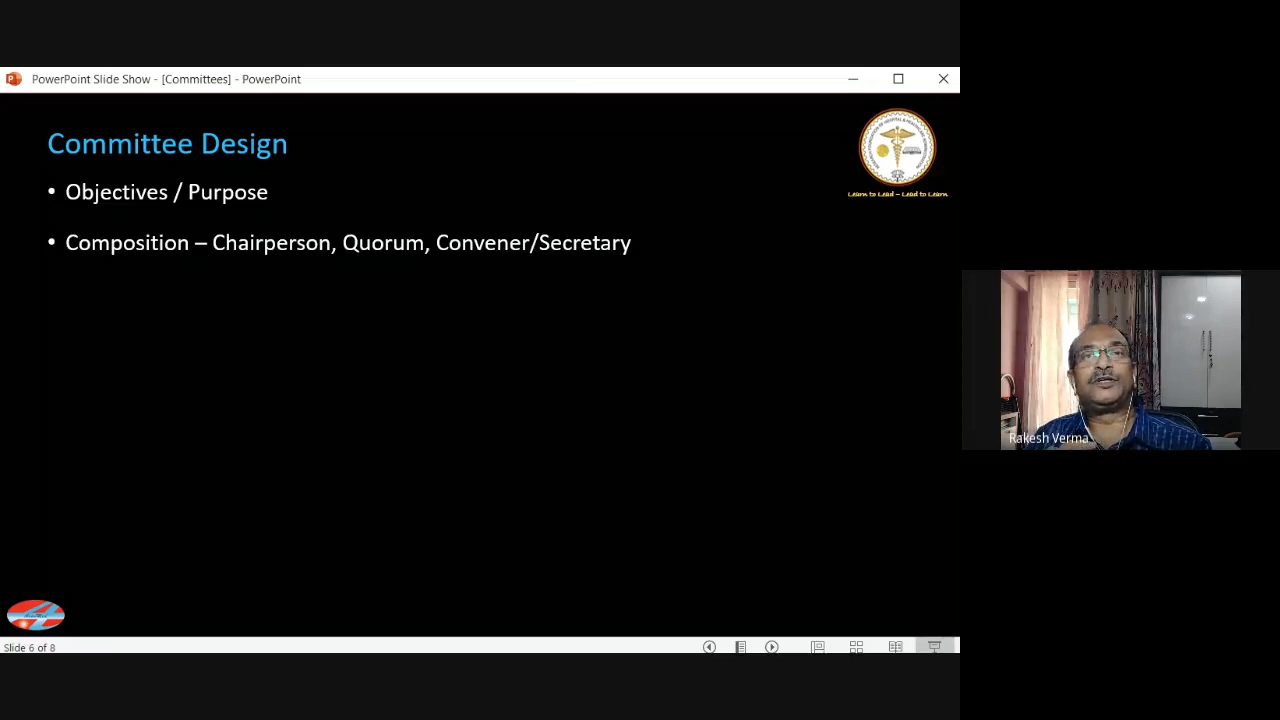 PowerPoint Slide Show - [Committees] - PowerPoint
Committee Design
• Objectives / Purpose
• Composition – Chairperson, Quorum, Convener/Secretary
Learn to Lead – Lead to Learn
Rakesh Verma
Slide 6 of 8